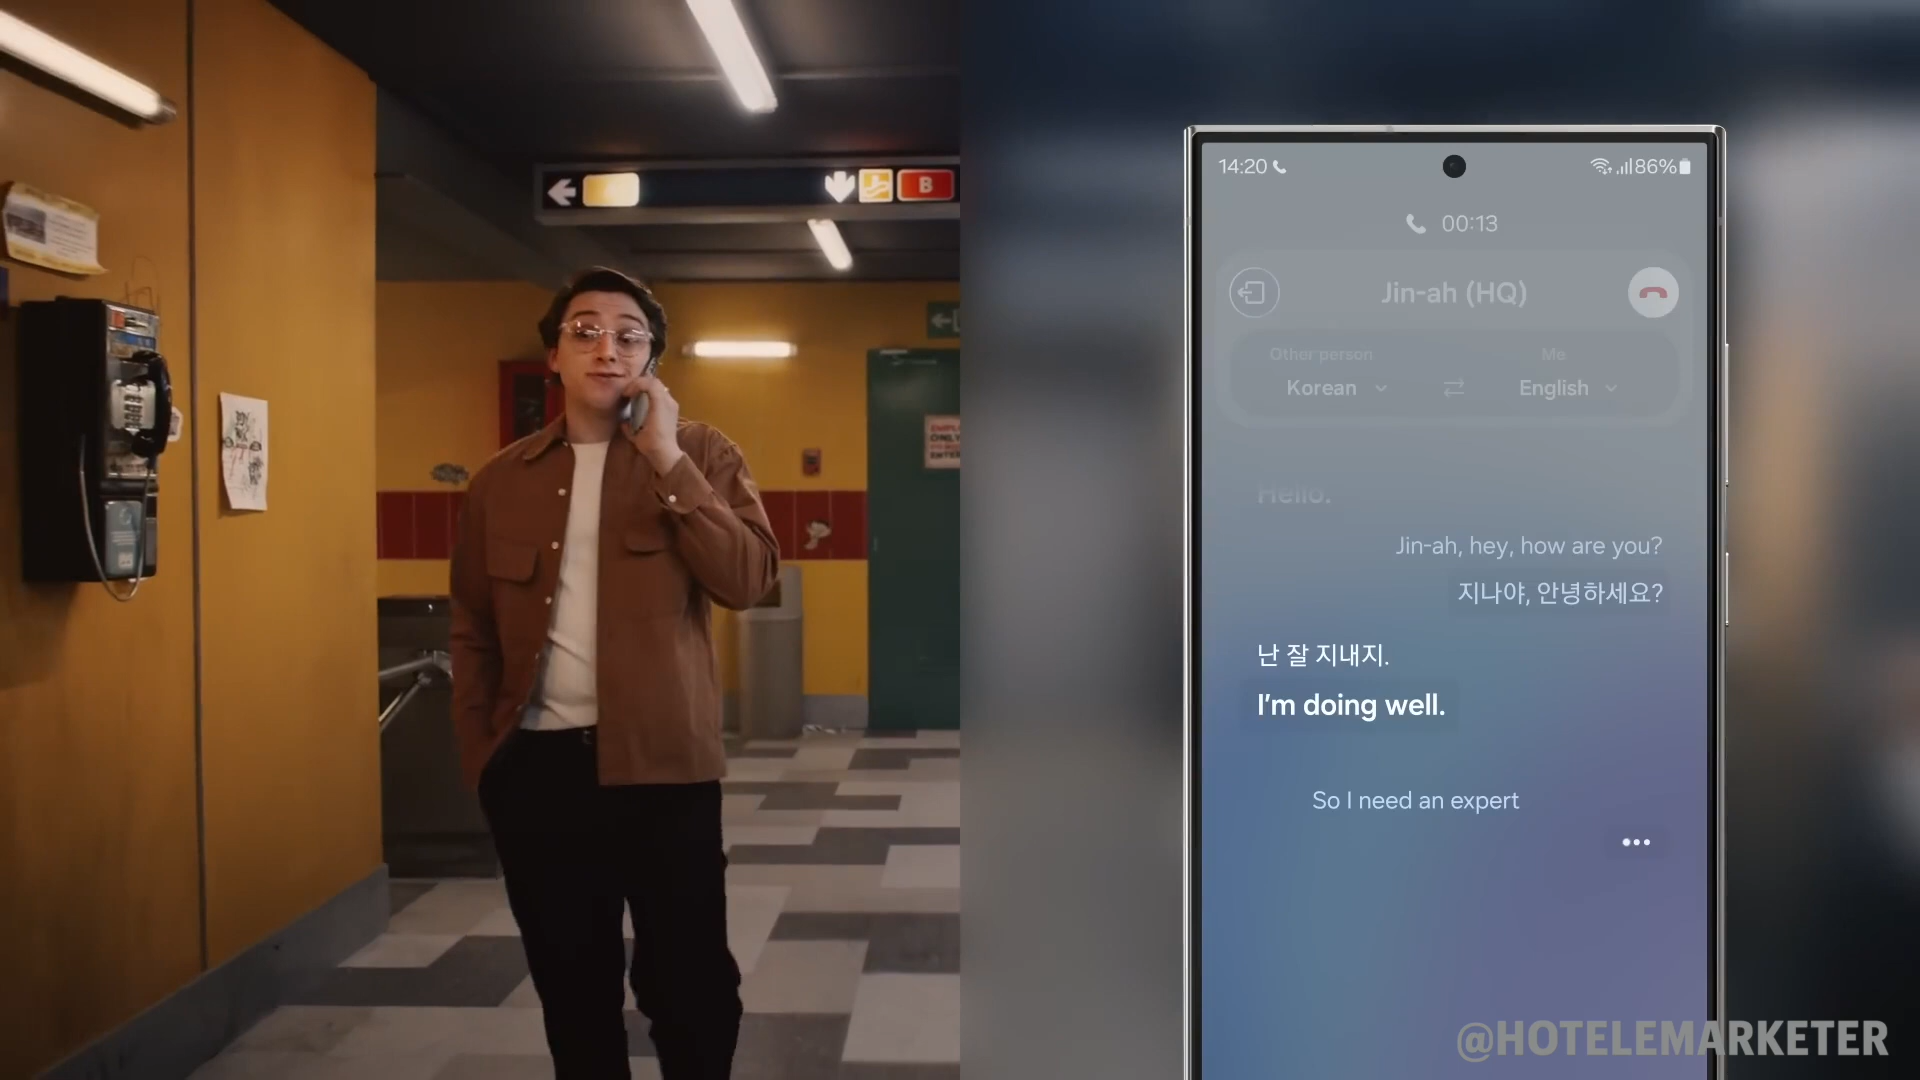 B
14:20
86%
00:13
Jin-ah (HQ)
Other person
Me
Korean
English
Hello.
Jin-ah, hey, how are you?
지나야, 안녕하세요?
난 잘 지내지.
I'm doing well.
So I need an expert
•••
ONLY
@HOTELEMARKETER